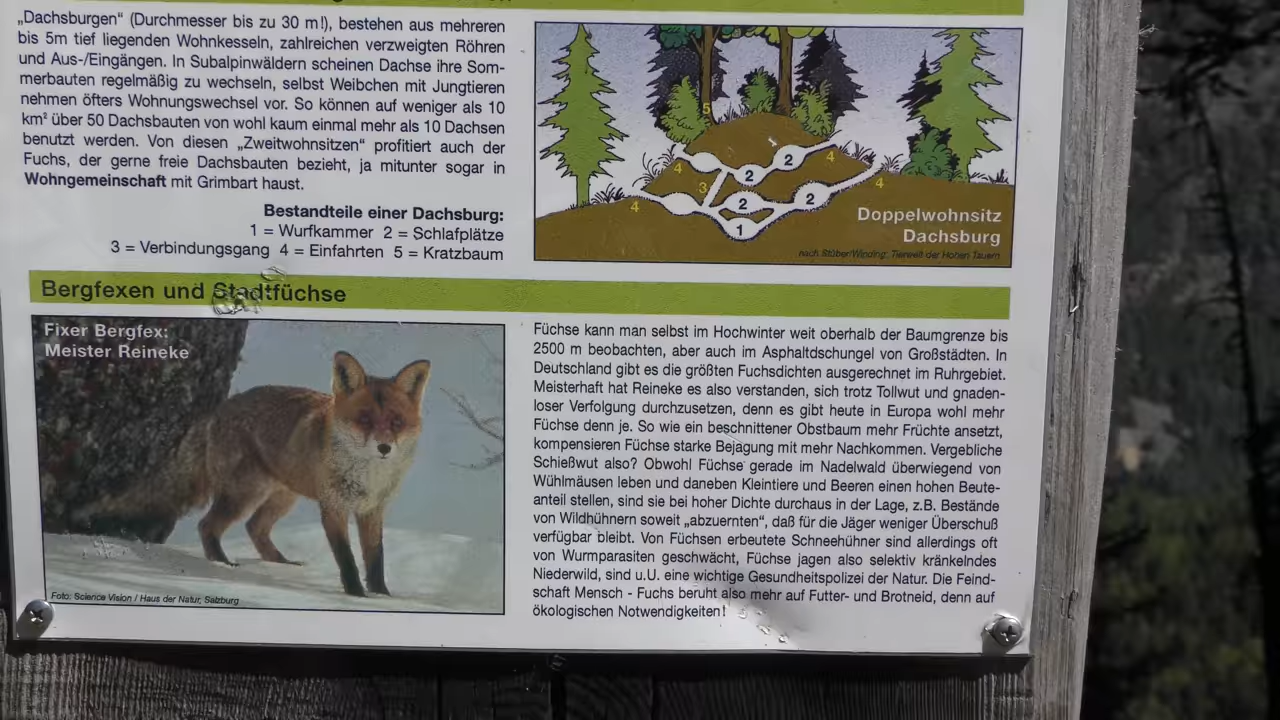 „Dachsburgen“ (Durchmesser bis zu 30 m!), bestehen aus mehreren
bis 5m tief liegenden Wohnkesseln, zahlreichen verzweigten Röhren
und Aus-/Eingängen. In Subalpinwäldern scheinen Dachse ihre Som-
merbauten regelmäßig zu wechseln, selbst Weibchen mit Jungtieren
nehmen öfters Wohnungswechsel vor. So können auf weniger als 10
km² über 50 Dachsbauten von wohl kaum einmal mehr als 10 Dachsen
benutzt werden. Von diesen „Zweitwohnsitzen“ profitiert auch der
Fuchs, der gerne freie Dachsbauten bezieht, ja mitunter sogar in
Wohngemeinschaft mit Grimbart haust.
Bestandteile einer Dachsburg:
1 = Wurfkammer 2 = Schlafplätze
3 = Verbindungsgang 4 = Einfahrten 5 = Kratzbaum
5
4
2
4
2
3
4
4
2
2
1
Doppelwohnsitz
Dachsburg
nach Stüber/Winding: Tierwelt der Hohen Tauern
Bergfexen und Stadtfüchse
Fixer Bergfex:
Meister Reineke
Foto: Science Vision / Haus der Natur, Salzburg
Füchse kann man selbst im Hochwinter weit oberhalb der Baumgrenze bis
2500 m beobachten, aber auch im Asphaltdschungel von Großstädten. In
Deutschland gibt es die größten Fuchsdichten ausgerechnet im Ruhrgebiet.
Meisterhaft hat Reineke es also verstanden, sich trotz Tollwut und gnaden-
loser Verfolgung durchzusetzen, denn es gibt heute in Europa wohl mehr
Füchse denn je. So wie ein beschnittener Obstbaum mehr Früchte ansetzt,
kompensieren Füchse starke Bejagung mit mehr Nachkommen. Vergebliche
Schießwut also? Obwohl Füchse gerade im Nadelwald überwiegend von
Wühlmäusen leben und daneben Kleintiere und Beeren einen hohen Beute-
anteil stellen, sind sie bei hoher Dichte durchaus in der Lage, z.B. Bestände
von Wildhühnern soweit „abzuernten“, daß für die Jäger weniger Überschuß
verfügbar bleibt. Von Füchsen erbeutete Schneehühner sind allerdings oft
von Wurmparasiten geschwächt, Füchse jagen also selektiv kränkelndes
Niederwild, sind u.U. eine wichtige Gesundheitspolizei der Natur. Die Feind-
schaft Mensch - Fuchs beruht also mehr auf Futter- und Brotneid, denn auf
ökologischen Notwendigkeiten!